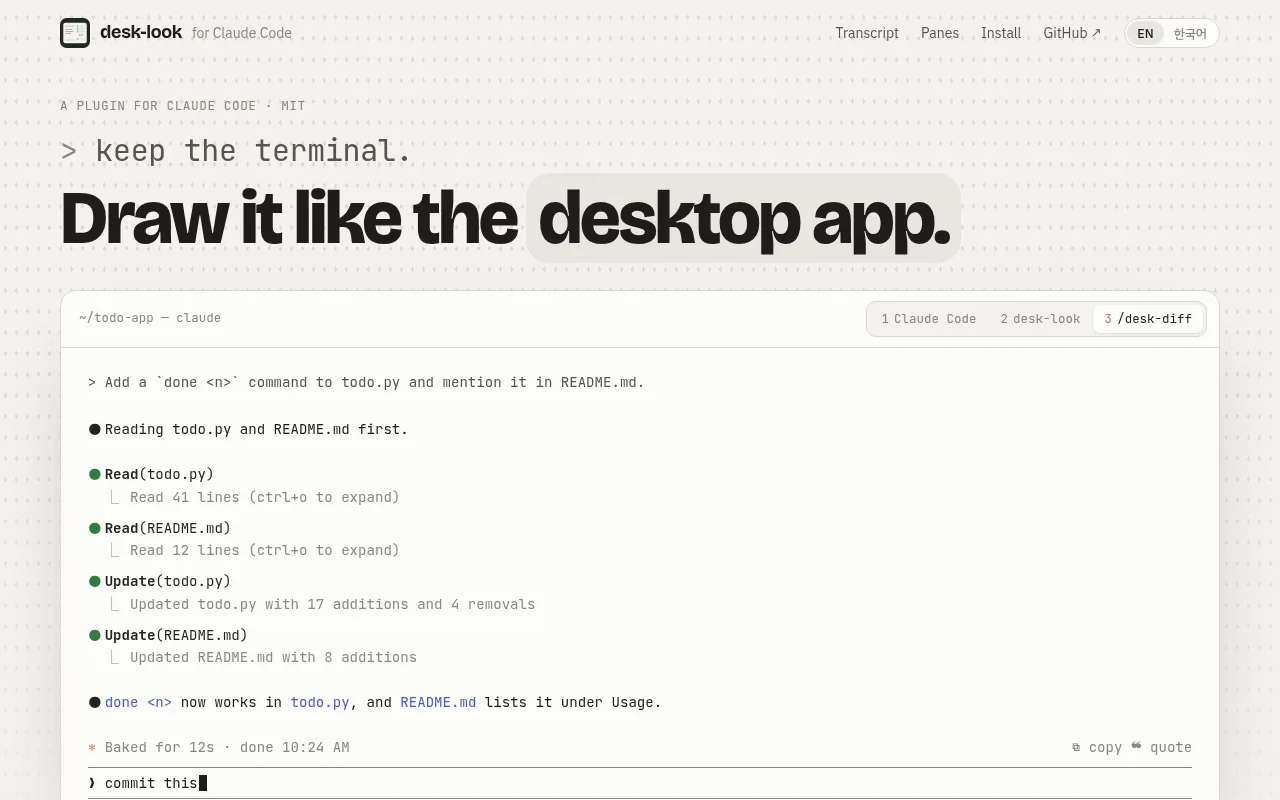 desk-look for Claude Code
Transcript Panes Install GitHub ↗ EN 한국어
A PLUGIN FOR CLAUDE CODE · MIT
> keep the terminal.
Draw it like the desktop app.
~/todo-app — claude
1 Claude Code 2 desk-look 3 /desk-diff
> Add a `done <n>` command to todo.py and mention it in README.md.
● Reading todo.py and README.md first.
● Read(todo.py)
⎿ Read 41 lines (ctrl+o to expand)
● Read(README.md)
⎿ Read 12 lines (ctrl+o to expand)
● Update(todo.py)
⎿ Updated todo.py with 17 additions and 4 removals
● Update(README.md)
⎿ Updated README.md with 8 additions
● done <n> now works in todo.py, and README.md lists it under Usage.
* Baked for 12s · done 10:24 AM
⧉ copy ❝ quote
❯ commit this